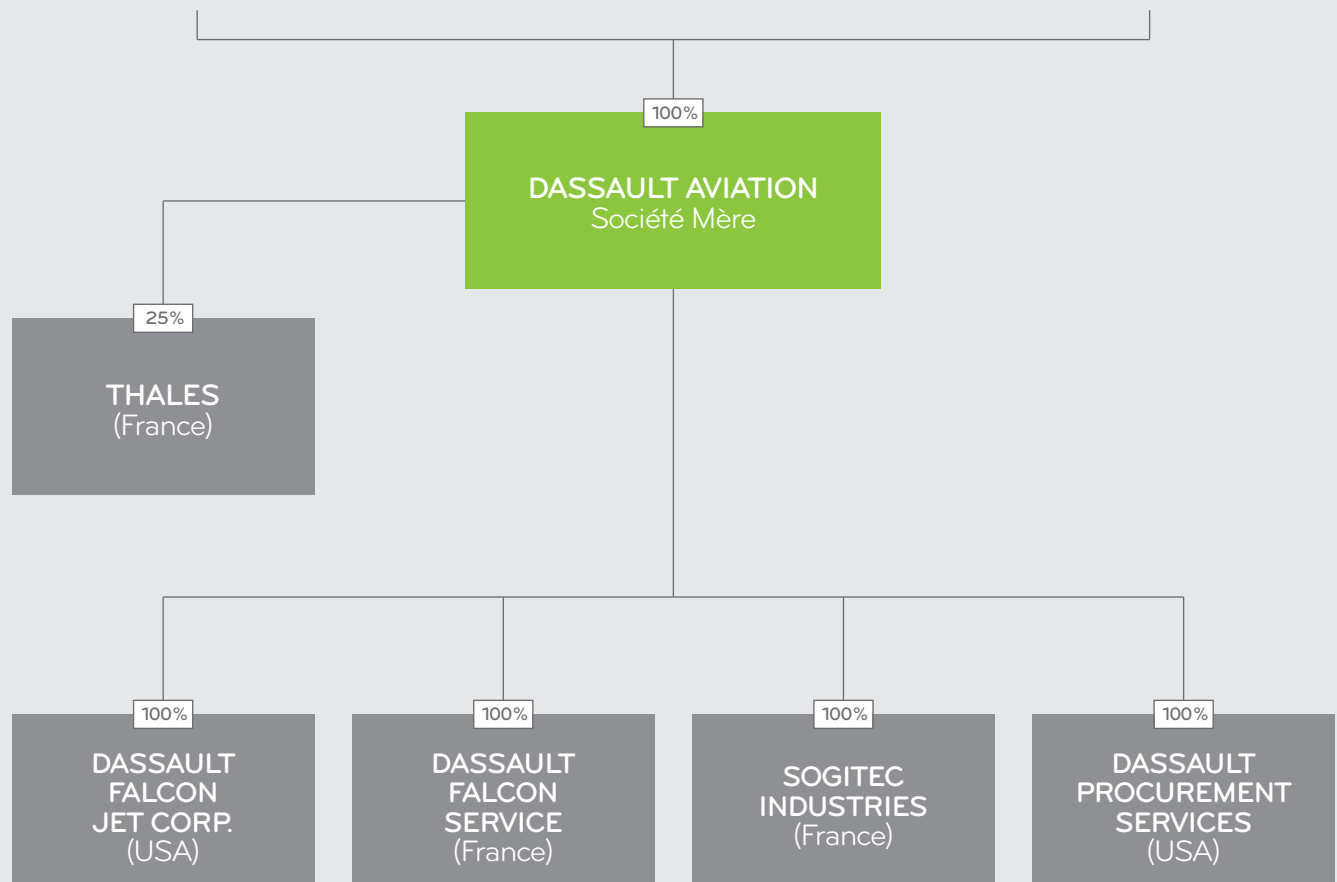 100%
DASSAULT AVIATION
Société Mère
25%
THALES
(France)
100%
DASSAULT
FALCON
JET CORP.
(USA)
100%
DASSAULT
FALCON
SERVICE
(France)
100%
SOGITEC
INDUSTRIES
(France)
100%
DASSAULT
PROCUREMENT
SERVICES
(USA)